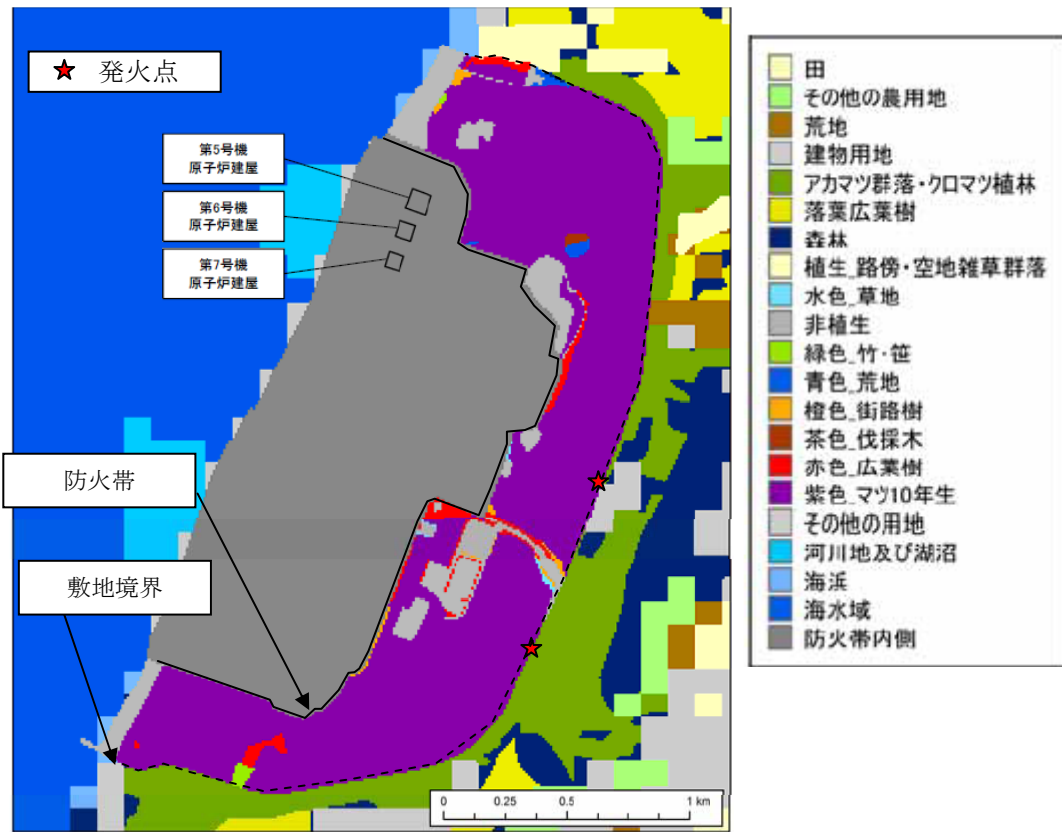 発火点
第5号機
原子炉建屋
第6号機
原子炉建屋
第7号機
原子炉建屋
防火帯
敷地境界
0 0.25 0.5 1 km
田
その他の農用地
荒地
建物用地
アカマツ群落・クロマツ植林
落葉広葉樹
森林
植生_路傍・空地雑草群落
水色_草地
非植生
緑色_竹・笹
青色_荒地
橙色_街路樹
茶色_伐採木
赤色_広葉樹
紫色_マツ10年生
その他の用地
河川地及び湖沼
海浜
海水域
防火帯内側